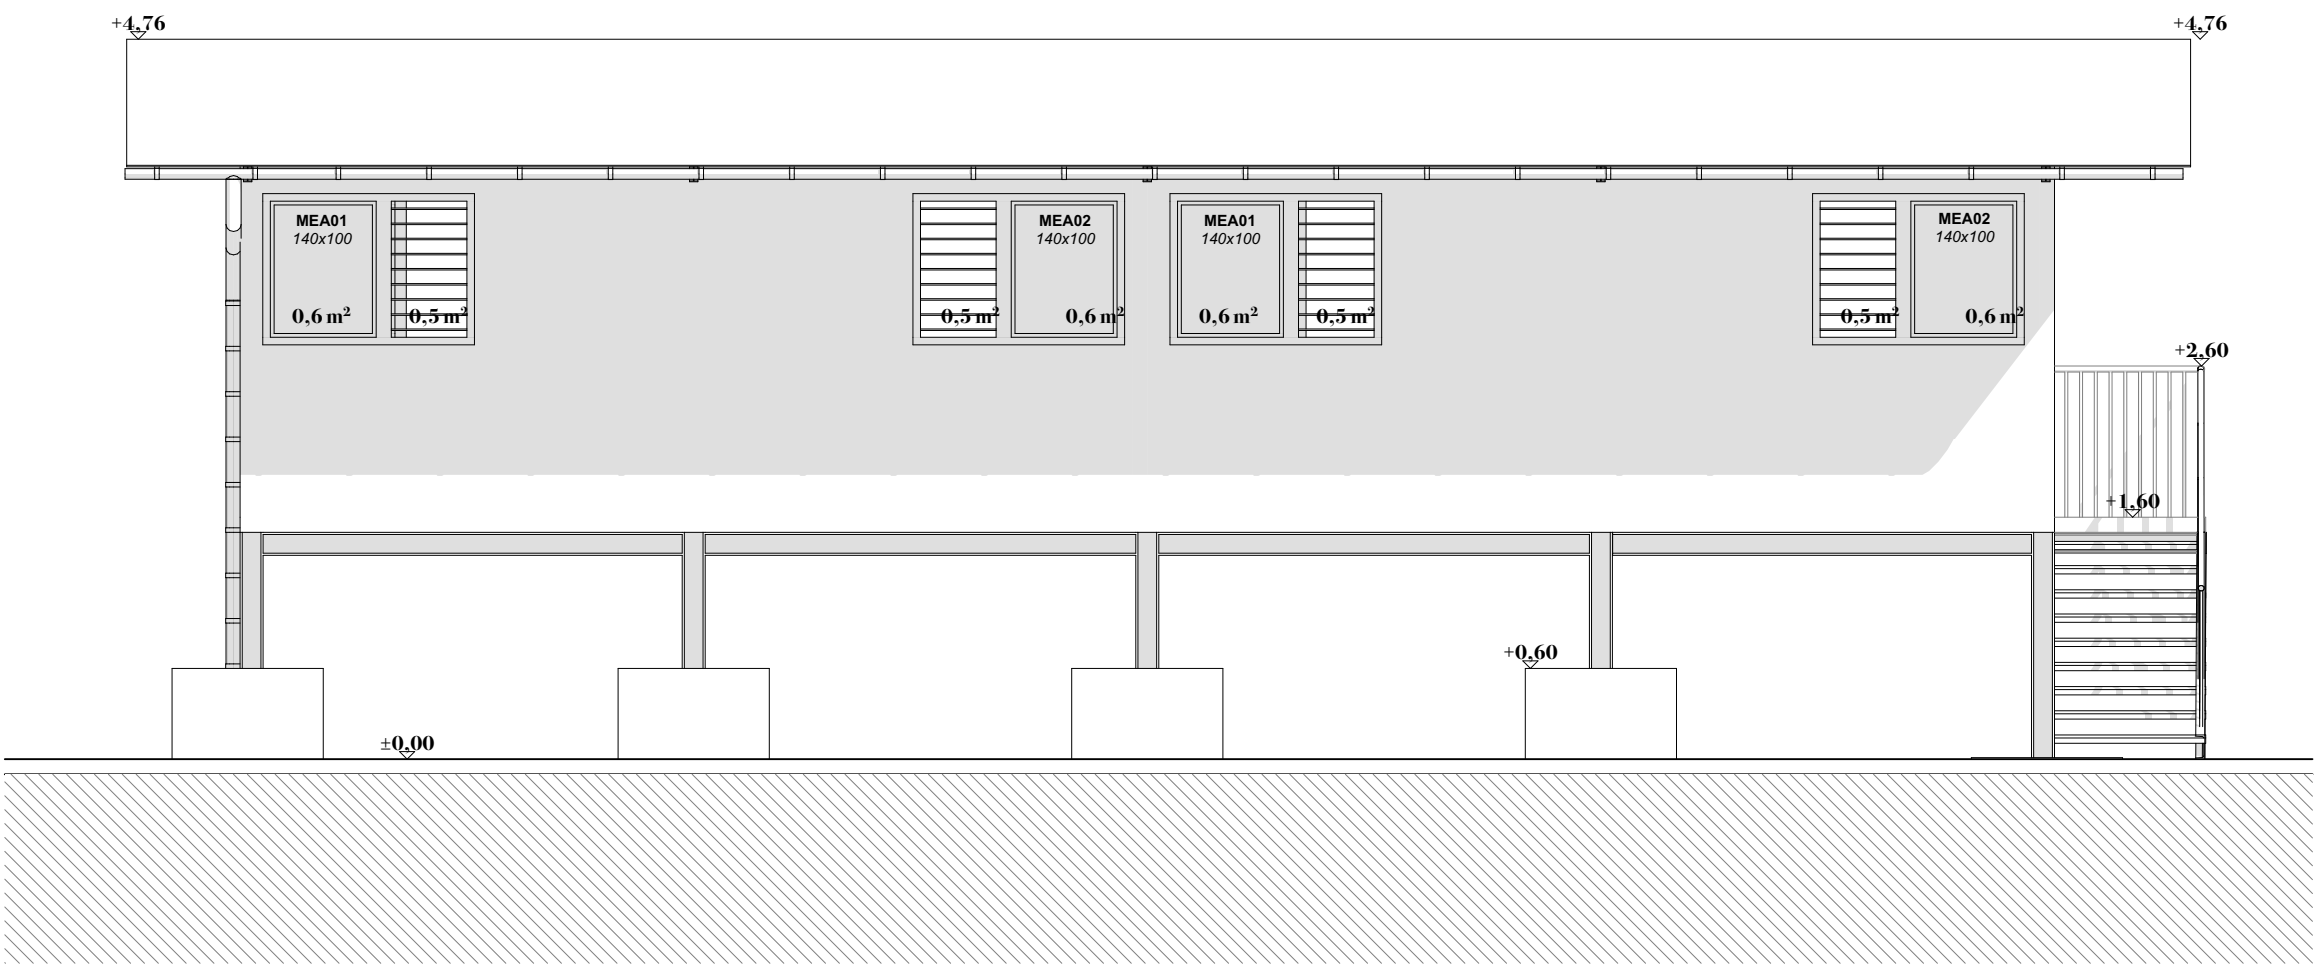 +4,76
+4,76
MEA01
140x100
0,6 m²
0,5 m²
MEA02
140x100
0,5 m²
0,6 m²
MEA01
140x100
0,6 m²
0,5 m²
MEA02
140x100
0,5 m²
0,6 m²
+2,60
+1,60
+0,60
±0,00